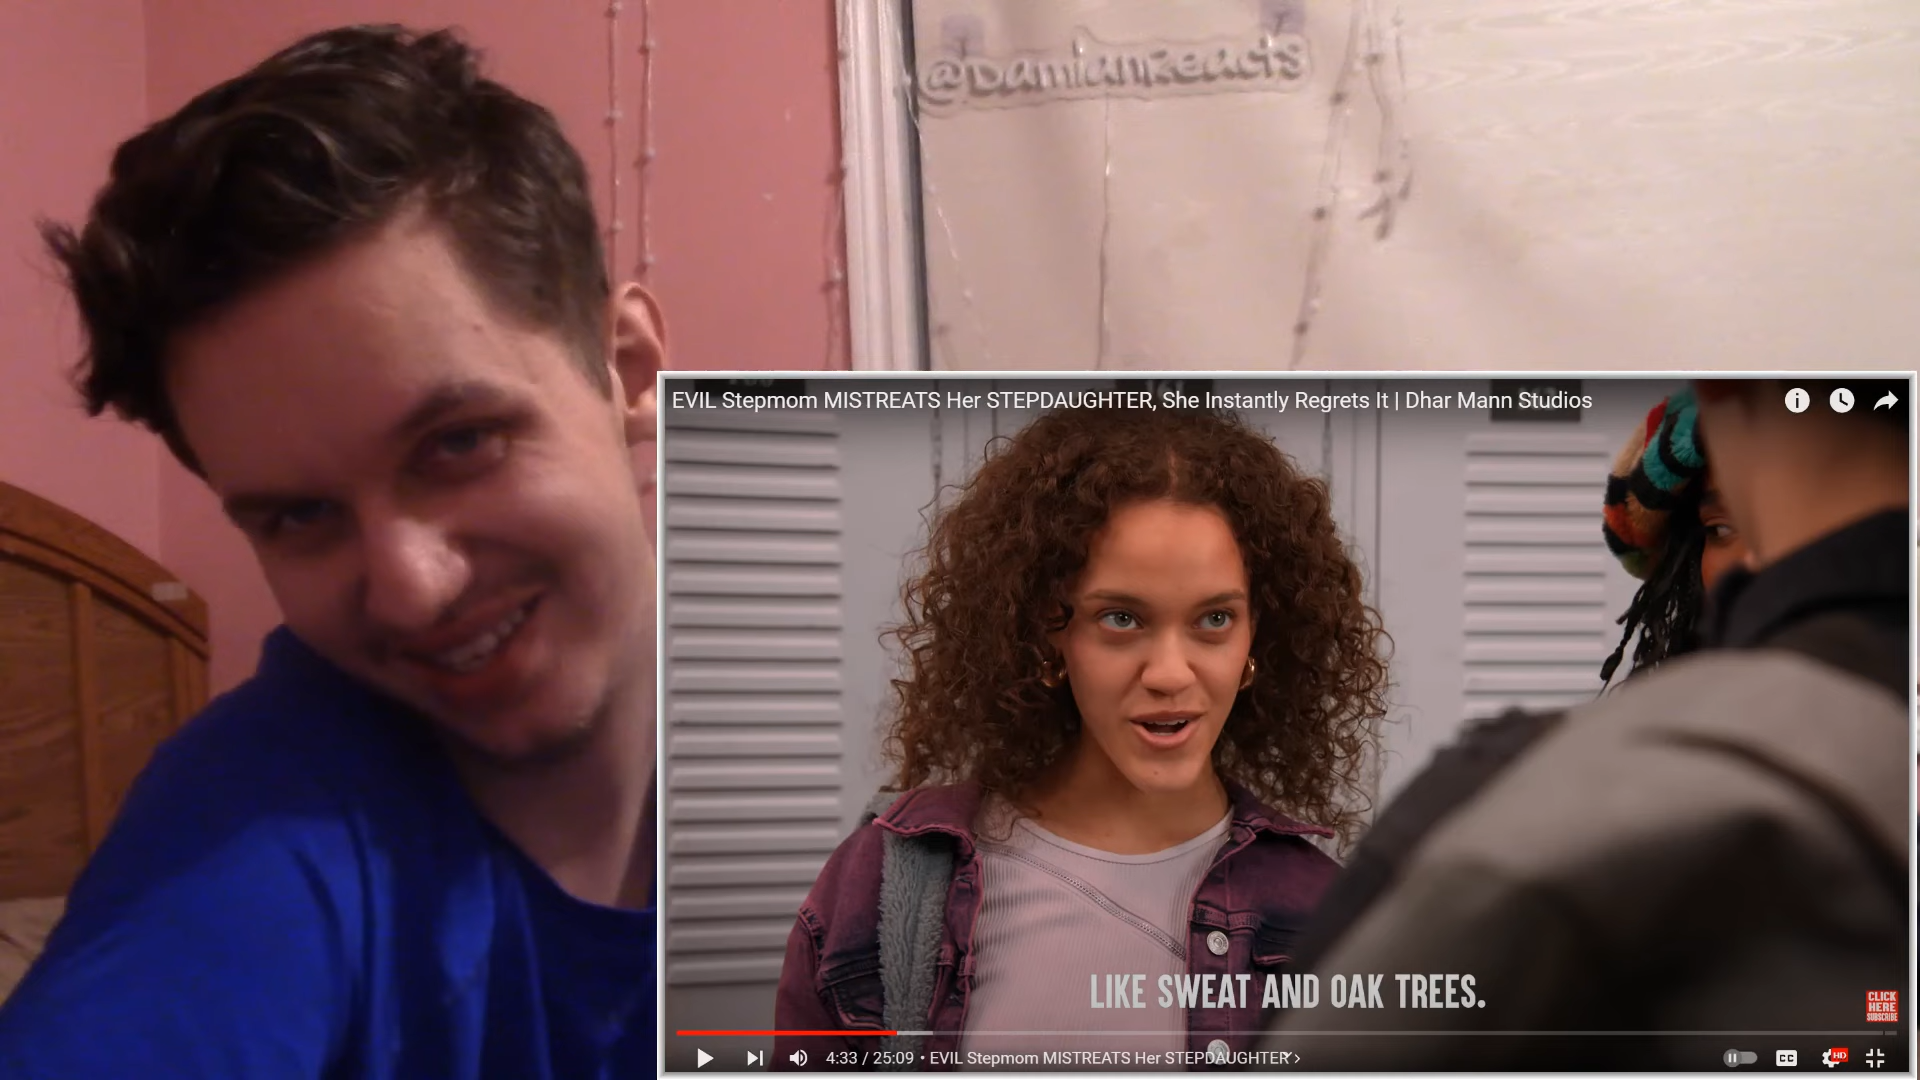 @DamianReacts
EVIL Stepmom MISTREATS Her STEPDAUGHTER, She Instantly Regrets It | Dhar Mann Studios
LIKE SWEAT AND OAK TREES.
CLICK
HERE
SUBSCRIBE
4:33 / 25:09 • EVIL Stepmom MISTREATS Her STEPDAUGHTER
CC
HD